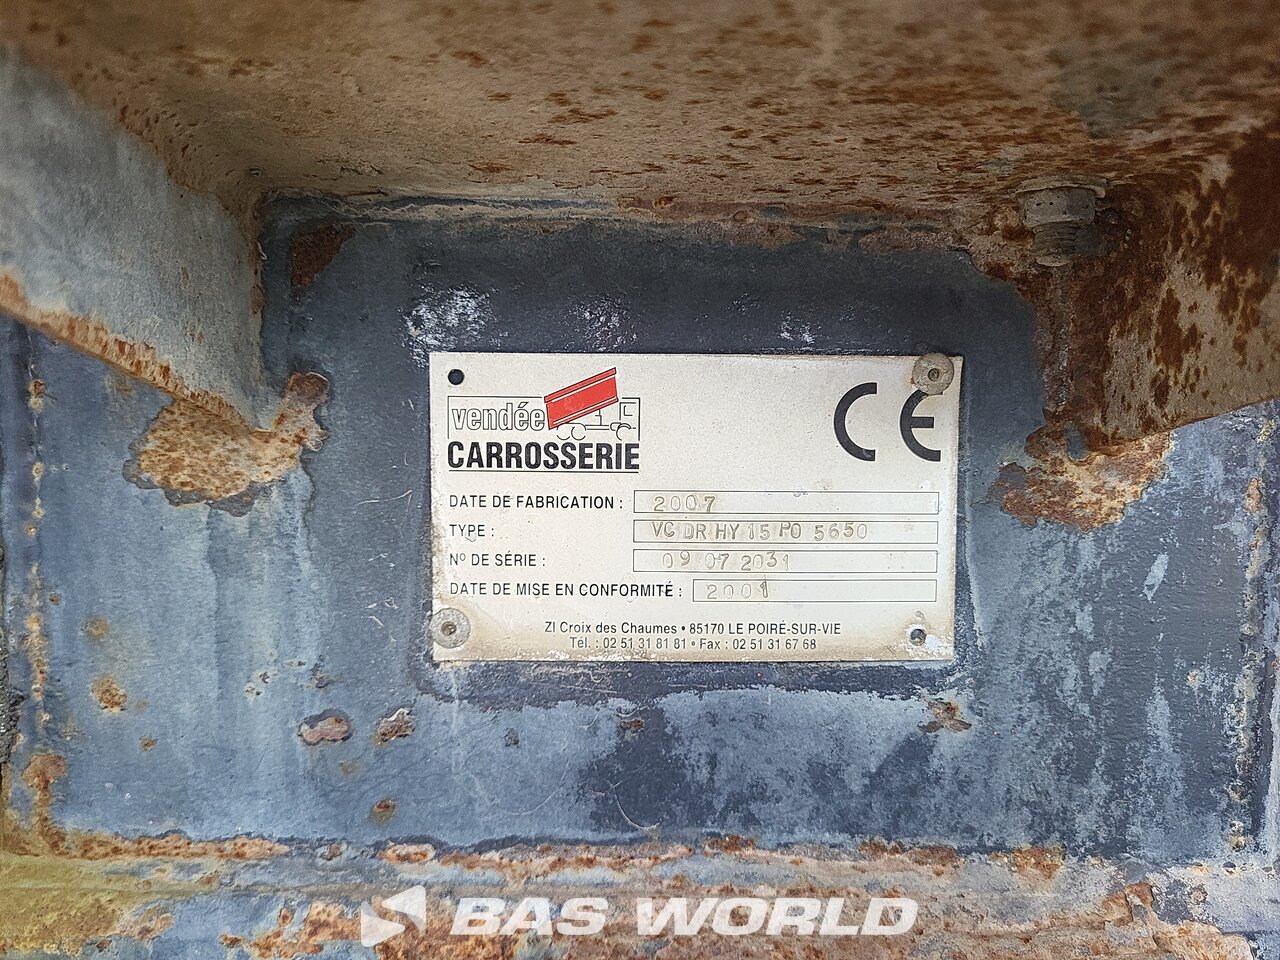 vendée
CARROSSERIE
CE
DATE DE FABRICATION : 2007
TYPE : VC DR HY 15 PO 5650
Nº DE SÉRIE : 09 07 2031
DATE DE MISE EN CONFORMITÉ : 2001
ZI Croix des Chaumes • 85170 LE POIRÉ-SUR-VIE
Tél. : 02 51 31 81 81 • Fax : 02 51 31 67 68
BAS WORLD